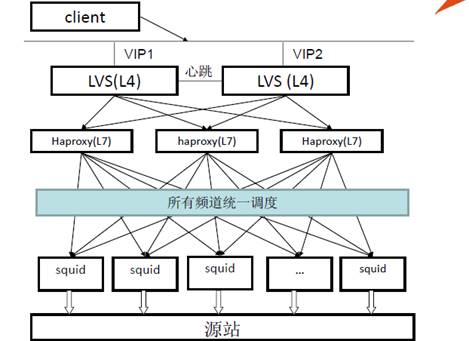 client
VIP1
VIP2
LVS(L4)
心跳
LVS (L4)
Haproxy(L7)
haproxy(L7)
Haproxy(L7)
所有频道统一调度
squid
squid
squid
...
squid
源站